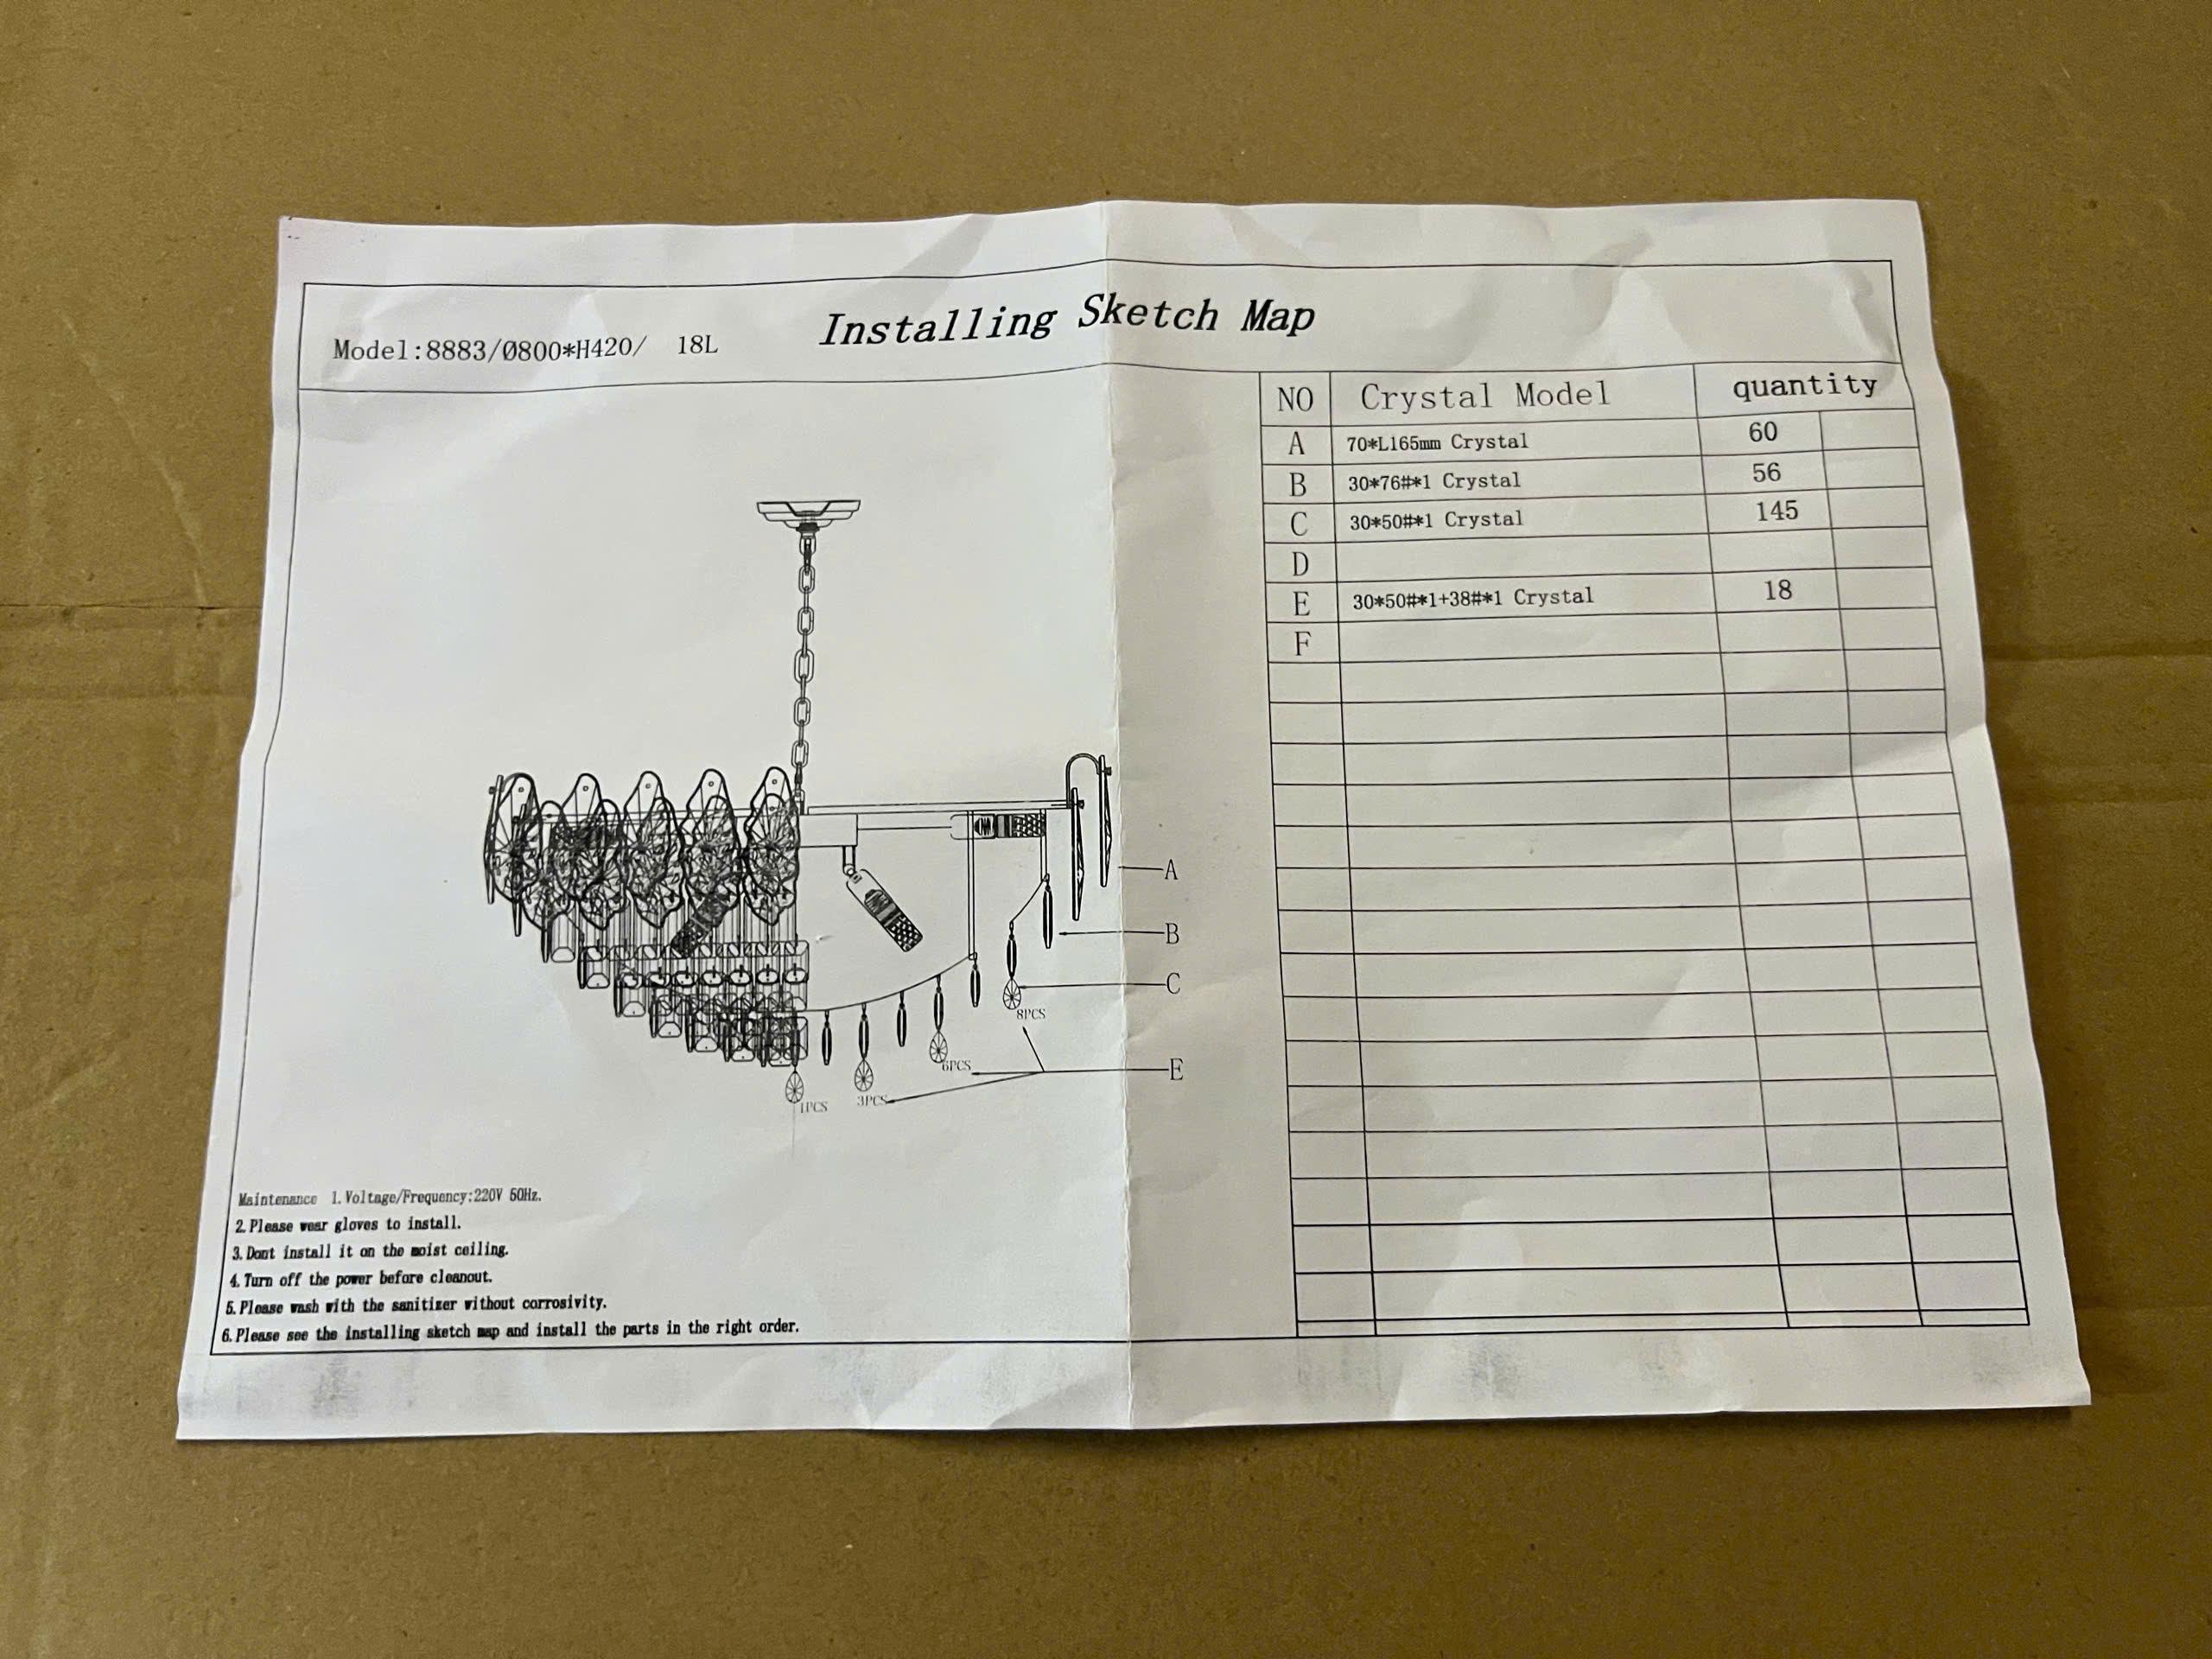 Installing Sketch Map
Model:8883/Ø800*H420/ 18L
NO Crystal Model quantity
A 70*L165mm Crystal 60
B 30*76#*1 Crystal 56
C 30*50#*1 Crystal 145
D
E 30*50#*1+38#*1 Crystal 18
F
A
B
C
8PCS
E
6PCS
3PCS
1PCS
Maintenance 1.Voltage/Frequency:220V 50Hz.
2.Please wear gloves to install.
3.Dont install it on the moist ceiling.
4.Turn off the power before cleanout.
5.Please wash with the sanitizer without corrosivity.
6.Please see the installing sketch map and install the parts in the right order.